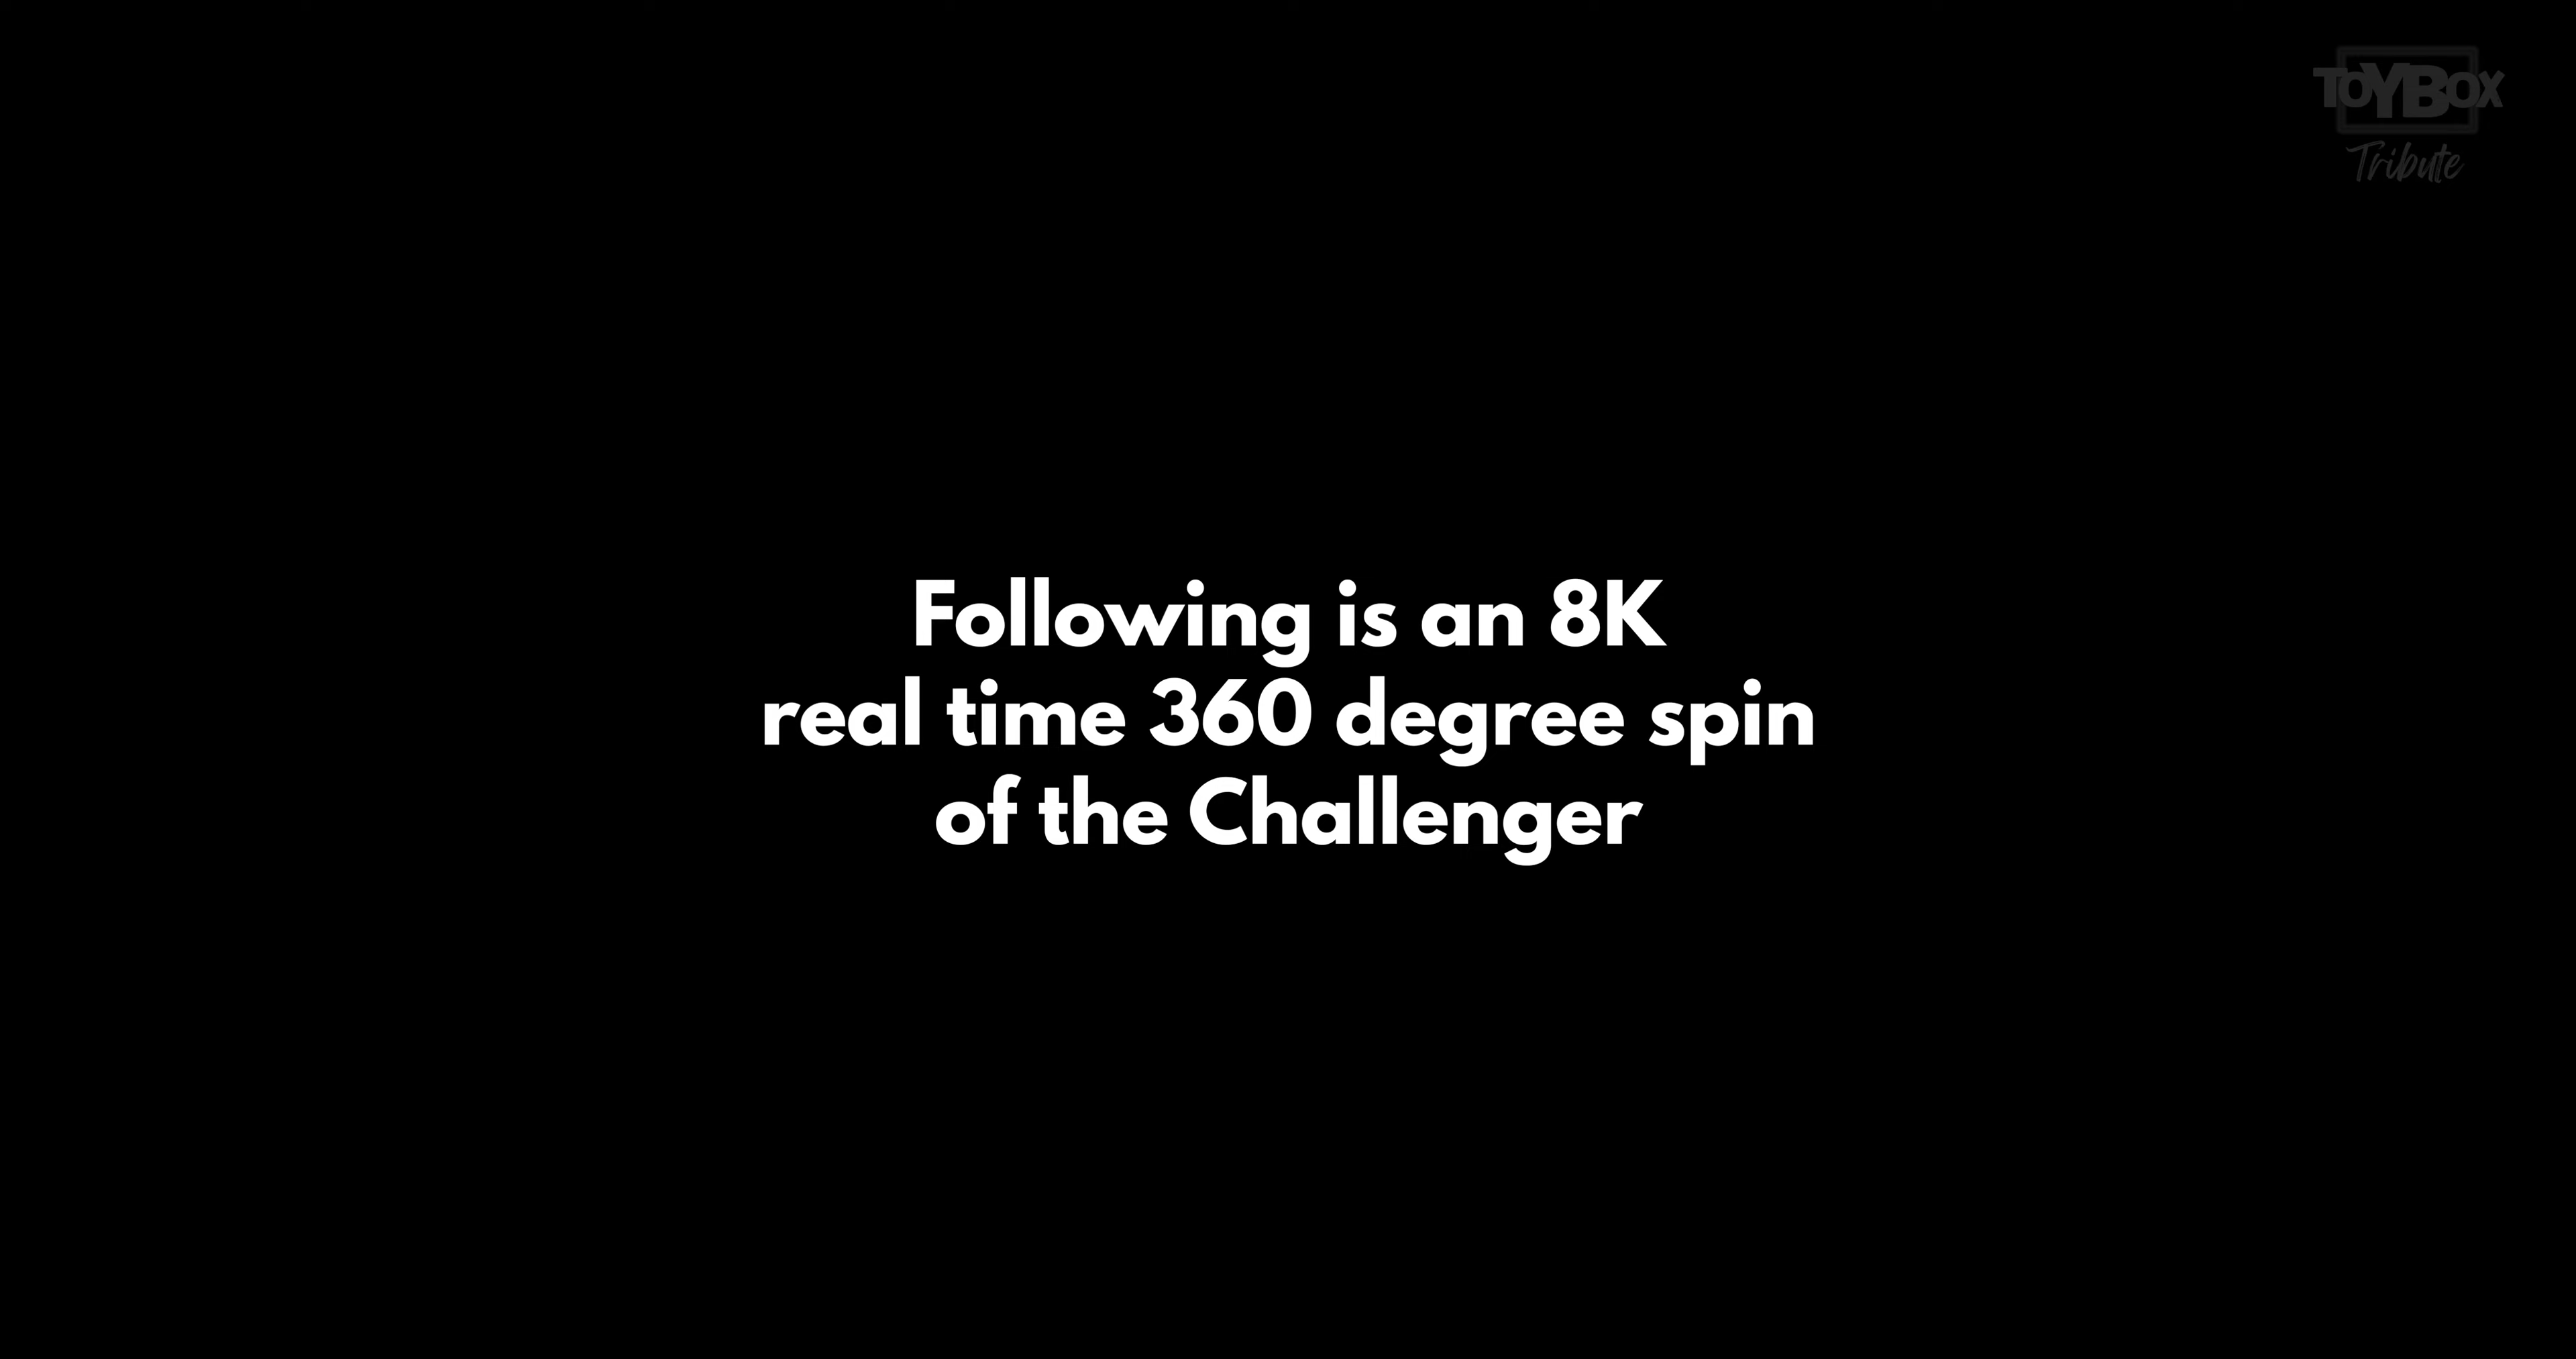 ToYBox
Tribute
Following is an 8K
real time 360 degree spin
of the Challenger